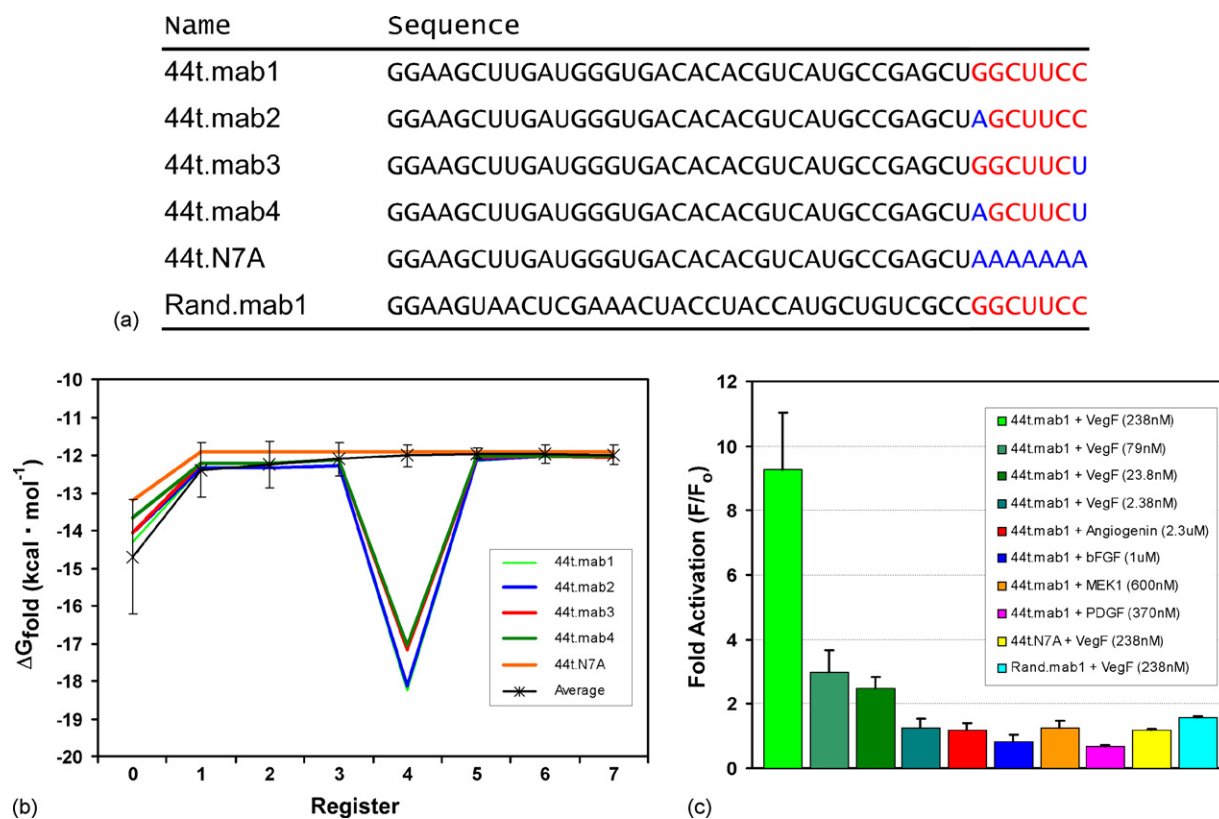 Name Sequence
44t.mab1 GGAAGCUUGAUGGGUGACACACGUCAUGCCGAGCUGGCUUCC
44t.mab2 GGAAGCUUGAUGGGUGACACACGUCAUGCCGAGCUAGCUUCC
44t.mab3 GGAAGCUUGAUGGGUGACACACGUCAUGCCGAGCUGGCUUCU
44t.mab4 GGAAGCUUGAUGGGUGACACACGUCAUGCCGAGCUAGCUUCU
44t.N7A GGAAGCUUGAUGGGUGACACACGUCAUGCCGAGCUAAAAAAA
Rand.mab1 GGAAGUAACUCGAAACUACCUACCAUGCUGUCGCCGGCUUCC
(a)
-10
-11
-12
-13
-14
-15
-16
-17
-18
-19
-20
ΔGfold (kcal · mol-1)
44t.mab1
44t.mab2
44t.mab3
44t.mab4
44t.N7A
Average
0 1 2 3 4 5 6 7
Register
(b)
12
10
8
6
4
2
0
Fold Activation (F/Fo)
44t.mab1 + VegF (238nM)
44t.mab1 + VegF (79nM)
44t.mab1 + VegF (23.8nM)
44t.mab1 + VegF (2.38nM)
44t.mab1 + Angiogenin (2.3uM)
44t.mab1 + bFGF (1uM)
44t.mab1 + MEK1 (600nM)
44t.mab1 + PDGF (370nM)
44t.N7A + VegF (238nM)
Rand.mab1 + VegF (238nM)
(c)